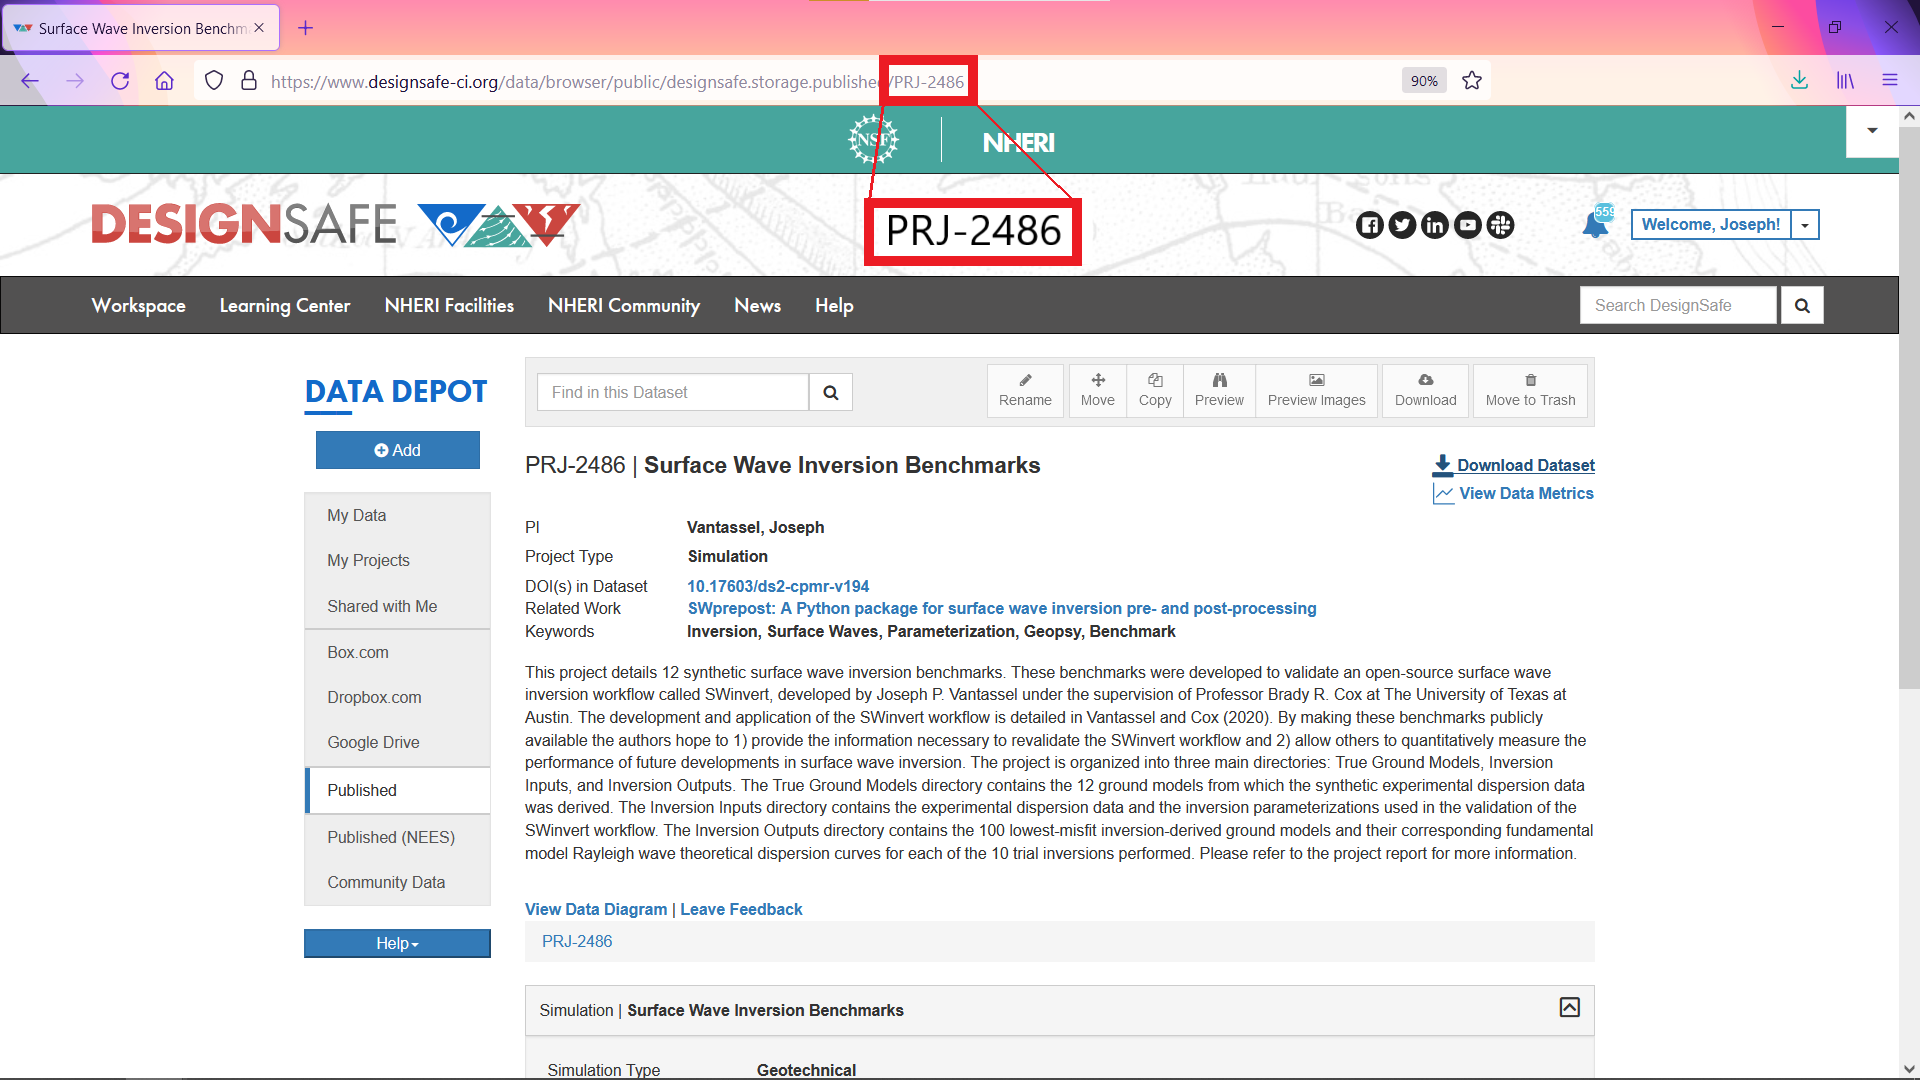 Surface Wave Inversion Benchm
https://www.designsafe-ci.org/data/browser/public/designsafe.storage.publishe/PRJ-2486
90%
NSF
NHERI
PRJ-2486
DESIGNSAFE
559
Welcome, Joseph!
Workspace
Learning Center
NHERI Facilities
NHERI Community
News
Help
Search DesignSafe
DATA DEPOT
Add
My Data
My Projects
Shared with Me
Box.com
Dropbox.com
Google Drive
Published
Published (NEES)
Community Data
Help
Find in this Dataset
Rename
Move
Copy
Preview
Preview Images
Download
Move to Trash
PRJ-2486 | Surface Wave Inversion Benchmarks
Download Dataset
View Data Metrics
PI Vantassel, Joseph
Project Type Simulation
DOI(s) in Dataset 10.17603/ds2-cpmr-v194
Related Work SWprepost: A Python package for surface wave inversion pre- and post-processing
Keywords Inversion, Surface Waves, Parameterization, Geopsy, Benchmark
This project details 12 synthetic surface wave inversion benchmarks. These benchmarks were developed to validate an open-source surface wave
inversion workflow called SWinvert, developed by Joseph P. Vantassel under the supervision of Professor Brady R. Cox at The University of Texas at
Austin. The development and application of the SWinvert workflow is detailed in Vantassel and Cox (2020). By making these benchmarks publicly
available the authors hope to 1) provide the information necessary to revalidate the SWinvert workflow and 2) allow others to quantitatively measure the
performance of future developments in surface wave inversion. The project is organized into three main directories: True Ground Models, Inversion
Inputs, and Inversion Outputs. The True Ground Models directory contains the 12 ground models from which the synthetic experimental dispersion data
was derived. The Inversion Inputs directory contains the experimental dispersion data and the inversion parameterizations used in the validation of the
SWinvert workflow. The Inversion Outputs directory contains the 100 lowest-misfit inversion-derived ground models and their corresponding fundamental
model Rayleigh wave theoretical dispersion curves for each of the 10 trial inversions performed. Please refer to the project report for more information.
View Data Diagram | Leave Feedback
PRJ-2486
Simulation | Surface Wave Inversion Benchmarks
Simulation Type Geotechnical